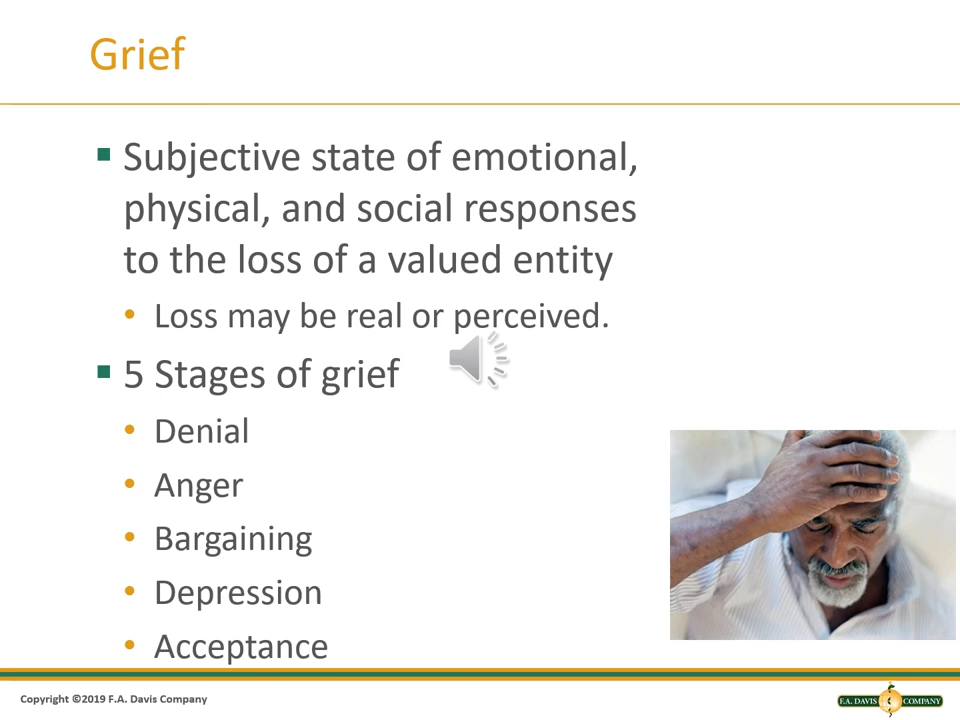 Grief
Subjective state of emotional,
physical, and social responses
to the loss of a valued entity
Loss may be real or perceived.
5 Stages of grief
Denial
Anger
Bargaining
Depression
Acceptance
Copyright ©2019 F.A. Davis Company
F.A. DAVIS COMPANY